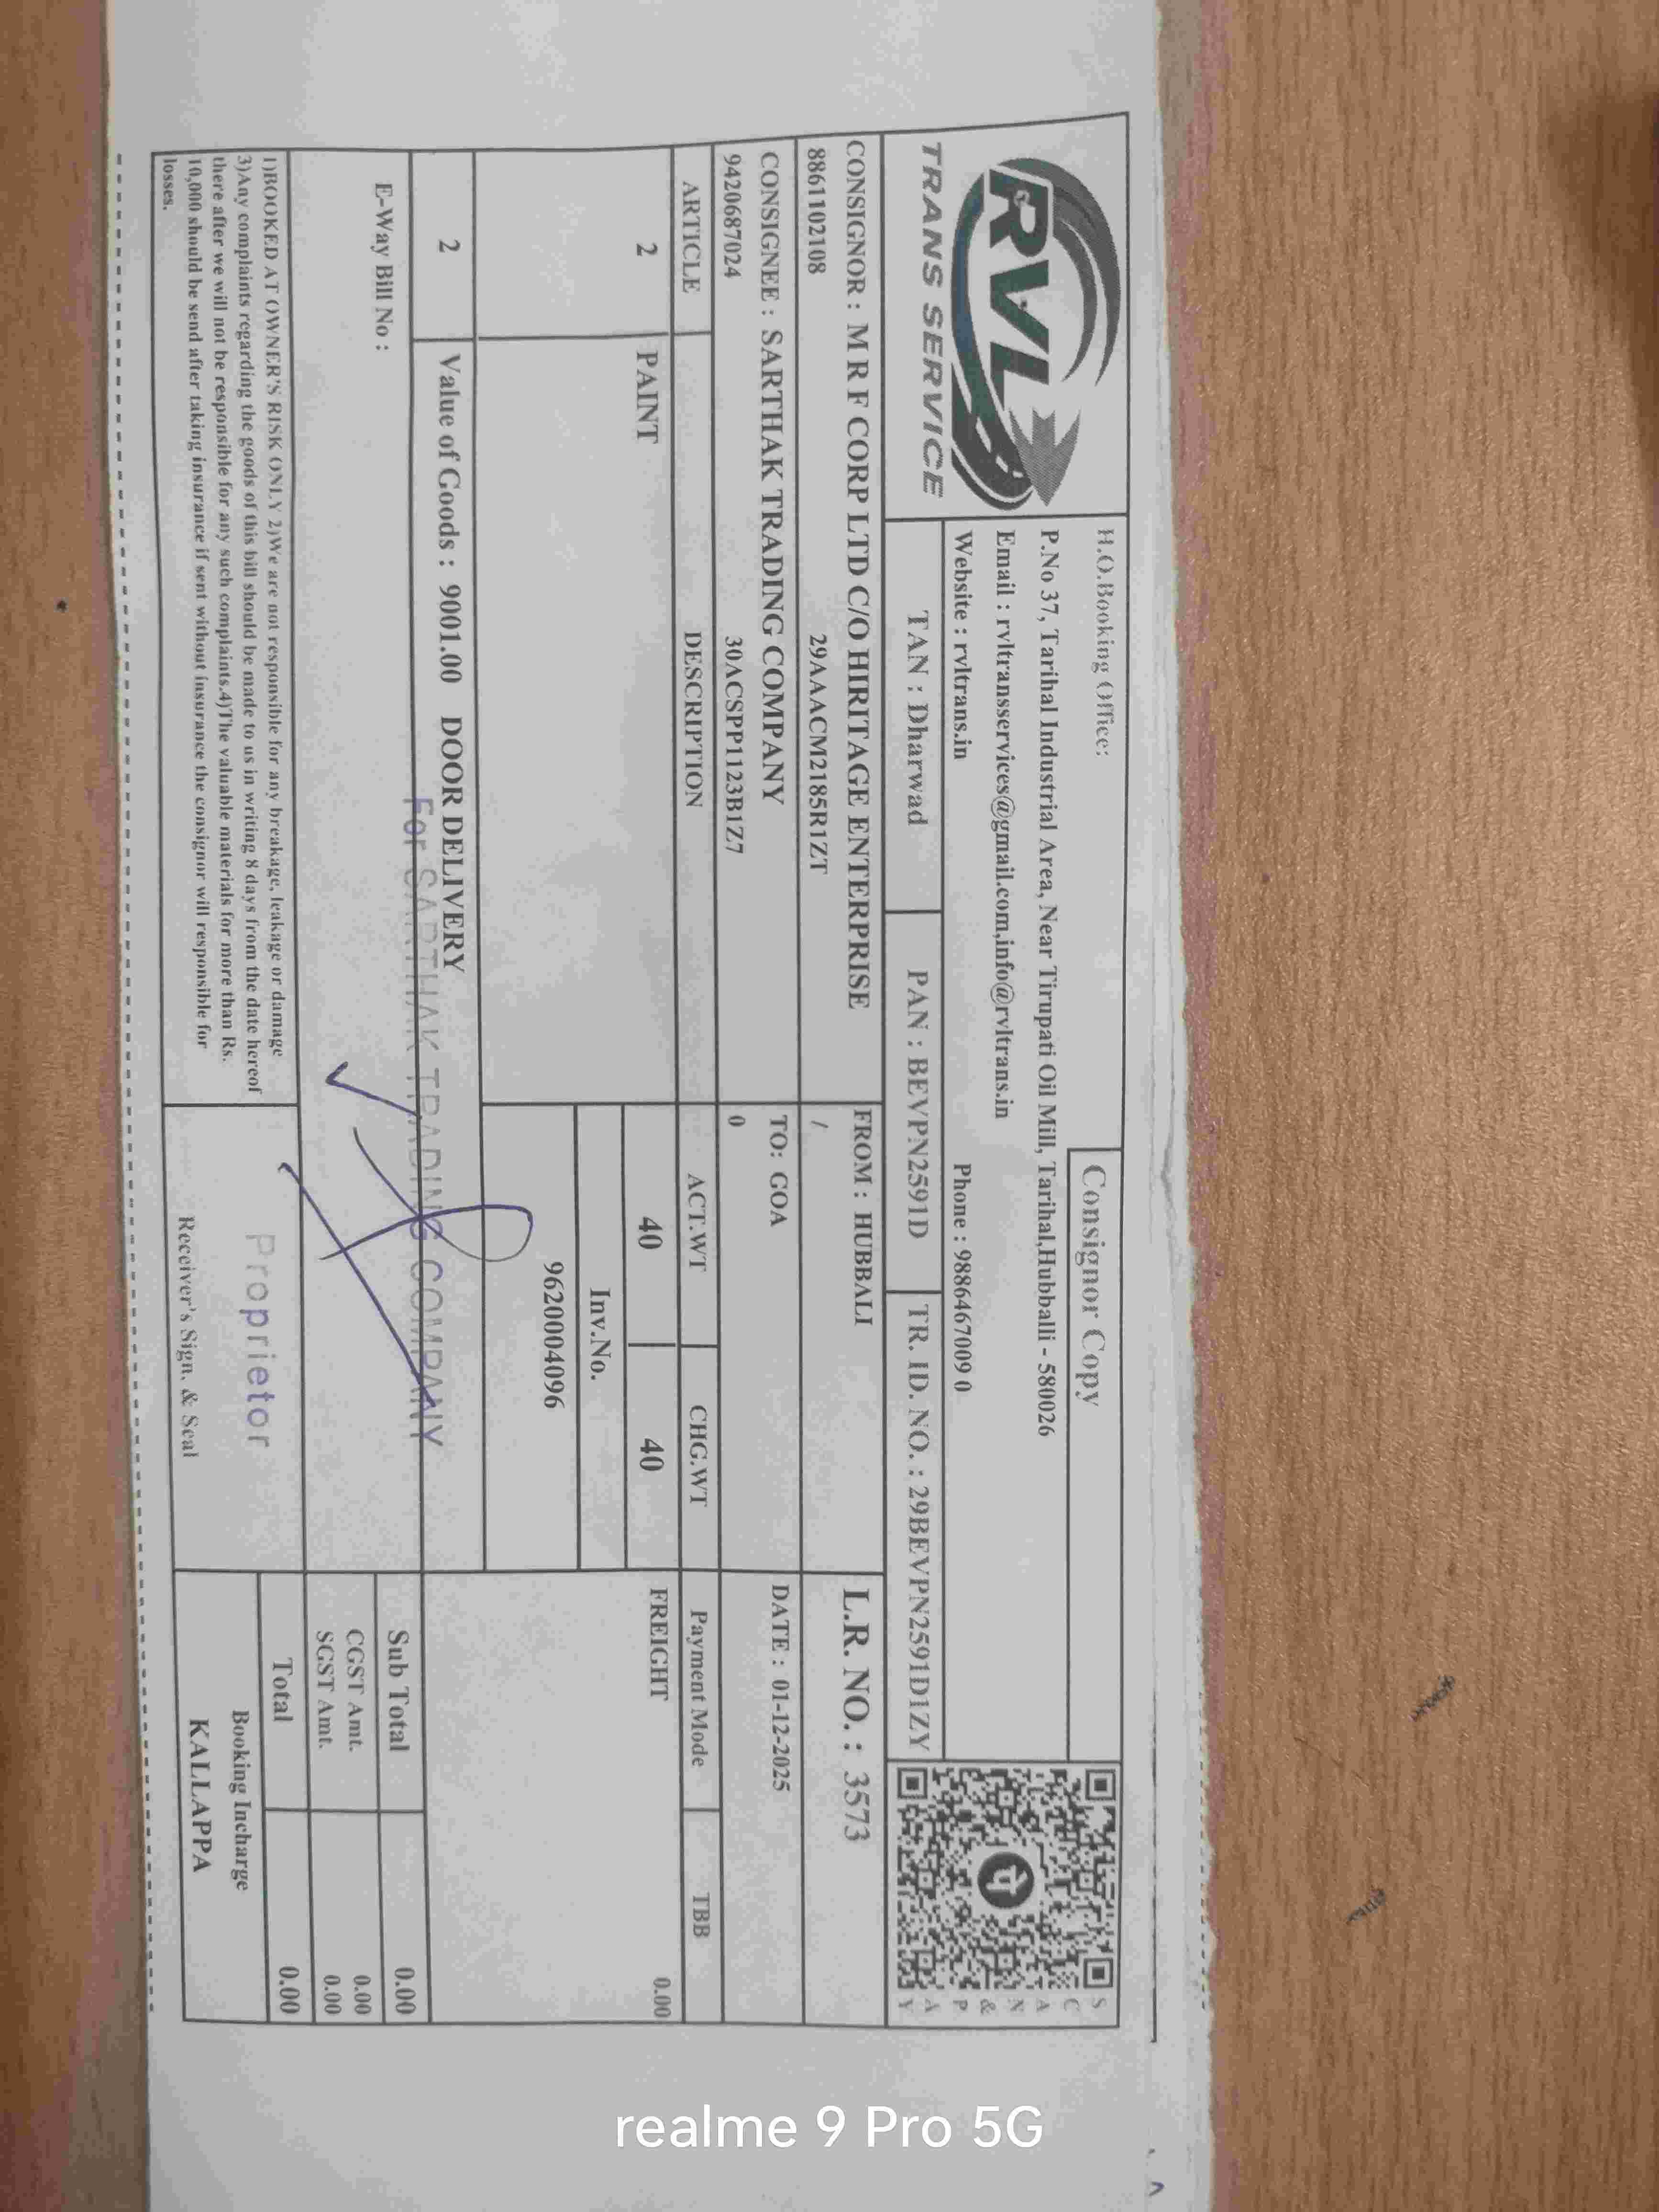 RVL
TRANS SERVICE
H.O.Booking Office:
Consignor Copy
P.No 37, Tarihal Industrial Area, Near Tirupati Oil Mill, Tarihal,Hubballi - 580026
Email : rvltransservices@gmail.com,info@rvltrans.in
Website : rvltrans.in Phone : 9886467009 0
TAN : Dharwad PAN : BEVPN2591D TR. ID. NO. : 29BEVPN2591D1ZY
SCAN & PAY
CONSIGNOR : M R F CORP LTD C/O HIRITAGE ENTERPRISE FROM : HUBBALI L.R. NO. : 3573
8861102108 29AAACM2185R1ZT /
CONSIGNEE : SARTHAK TRADING COMPANY TO: GOA DATE : 01-12-2025
9420687024 30ACSPP1123B1Z7 0
ARTICLE DESCRIPTION ACT.WT CHG.WT Payment Mode TBB
2 PAINT 40 40 FREIGHT 0.00
Inv.No.
9620004096
2 Value of Goods : 9001.00 DOOR DELIVERY
For SARTHAK TRADING COMPANY
E-Way Bill No :
Sub Total 0.00
CGST Amt. 0.00
SGST Amt. 0.00
Total 0.00
1)BOOKED AT OWNER'S RISK ONLY 2)We are not responsible for any breakage, leakage or damage
3)Any complaints regarding the goods of this bill should be made to us in writing 8 days from the date hereof
there after we will not be responsible for any such complaints.4)The valuable materials for more than Rs.
10,000 should be send after taking insurance if sent without insurance the consignor will responsible for
losses.
Proprietor
Receiver's Sign. & Seal
Booking Incharge
KALLAPPA
realme 9 Pro 5G